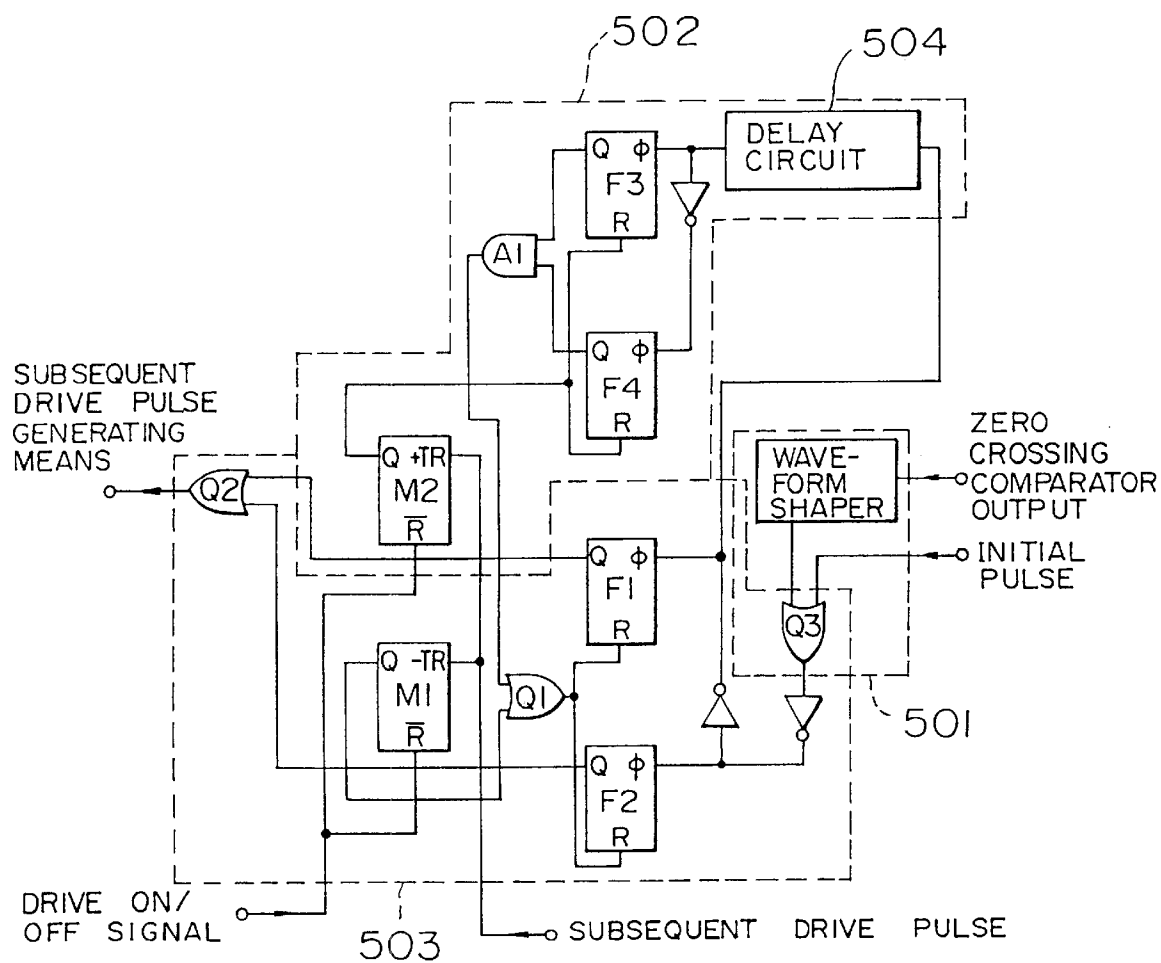 502
504
DELAY
CIRCUIT
Q Φ
F3
R
A1
Q Φ
F4
R
SUBSEQUENT
DRIVE PULSE
GENERATING
MEANS
Q2
Q +TR
M2
R̅
WAVE-
FORM
SHAPER
ZERO
CROSSING
COMPARATOR
OUTPUT
INITIAL
PULSE
Q Φ
F1
R
Q3
Q -TR
M1
R̅
Q1
501
Q Φ
F2
R
DRIVE ON/
OFF SIGNAL
503
SUBSEQUENT DRIVE PULSE